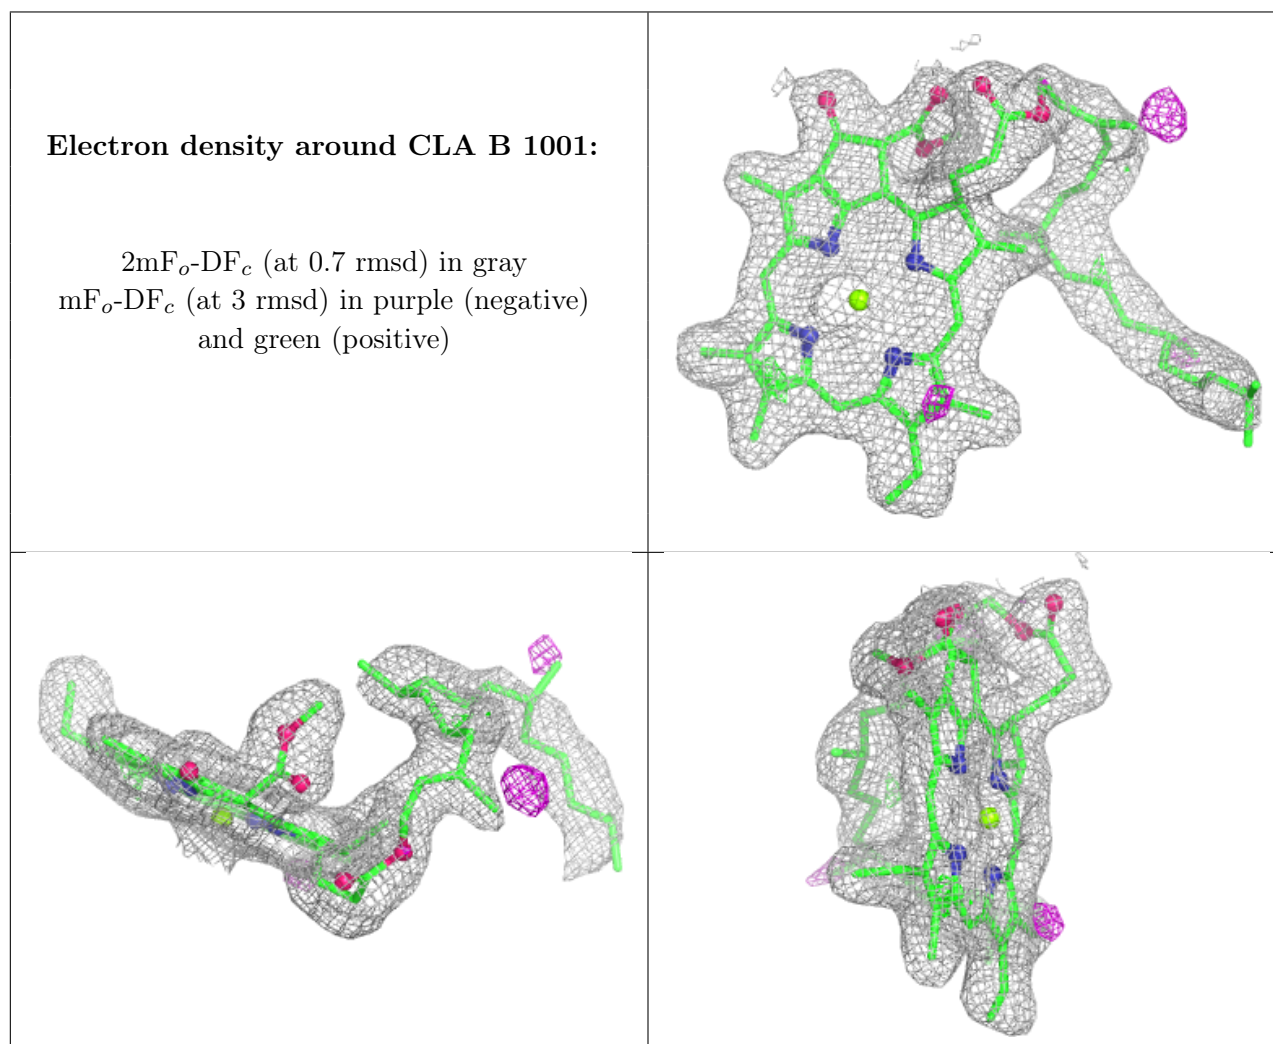 Electron density around CLA B 1001:
2mFₒ-DF𝑐 (at 0.7 rmsd) in gray
mFₒ-DF𝑐 (at 3 rmsd) in purple (negative)
and green (positive)